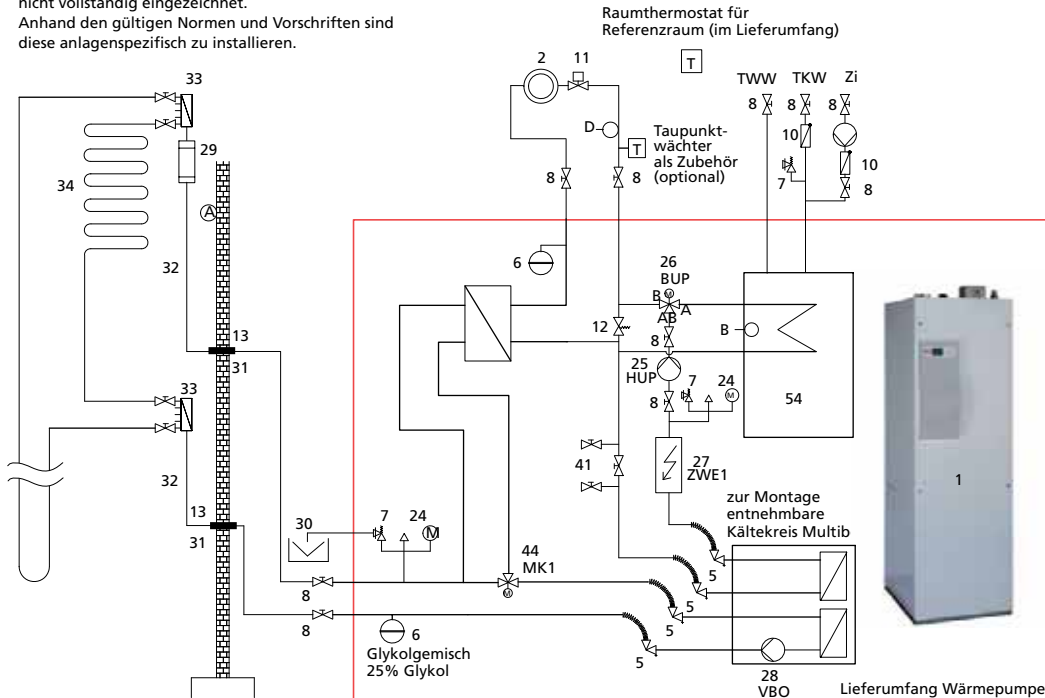 nicht vollständig eingezeichnet.
Anhand den gültigen Normen und Vorschriften sind
diese anlagenspezifisch zu installieren.
Raumthermostat für
Referenzraum (im Lieferumfang)
T
33
2
11
TWW
TKW
Zi
8
8
8
29
D
T
Taupunkt-
wächter
als Zubehör
(optional)
10
10
34
7
8
8
8
A
32
6
26
BUP
M
B
A
AB
12
8
B
13
31
25
HUP
7
24
M
8
54
33
1
41
27
ZWE1
32
zur Montage
entnehmbare
Kältekreis Multib
13
31
30
7
24
M
44
MK1
M
5
8
5
5
8
6
5
Glykolgemisch
25% Glykol
28
VBO
Lieferumfang Wärmepumpe